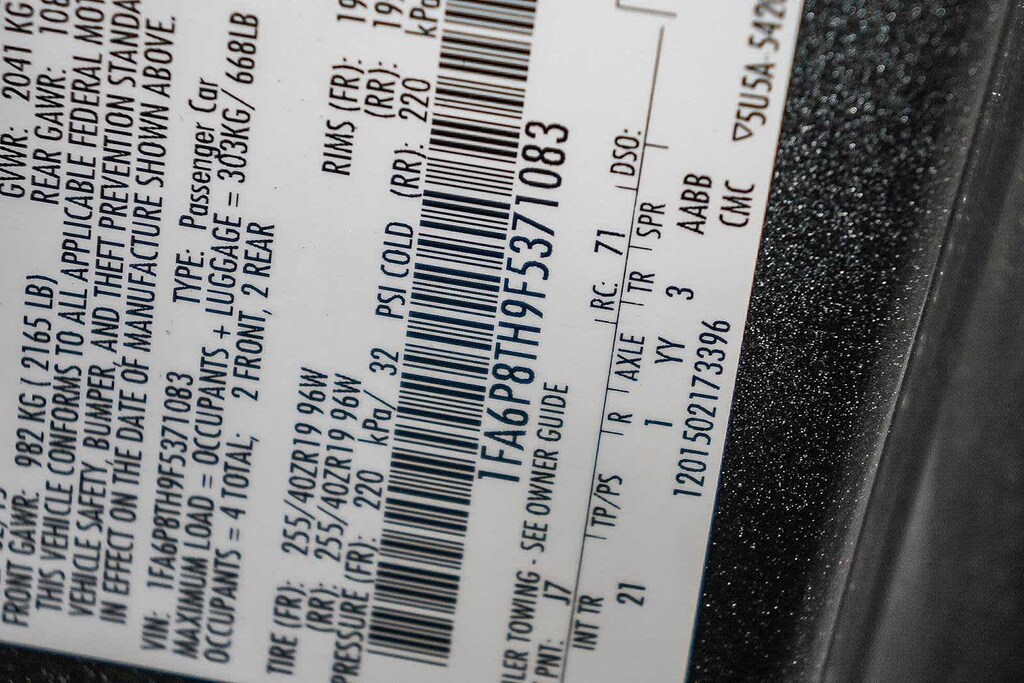 GVWR: 2041 KG
FRONT GAWR: 982 KG ( 2165 LB) REAR GAWR: 108
THIS VEHICLE CONFORMS TO ALL APPLICABLE FEDERAL MOT
VEHICLE SAFETY, BUMPER, AND THEFT PREVENTION STANDA
IN EFFECT ON THE DATE OF MANUFACTURE SHOWN ABOVE.
VIN: 1FA6P8TH9F5371083 TYPE: Passenger Car
MAXIMUM LOAD = OCCUPANTS + LUGGAGE = 303KG/ 668LB
OCCUPANTS = 4 TOTAL, 2 FRONT, 2 REAR
TIRE (FR): 255/40ZR19 96W RIMS (FR): 19
(RR): 255/40ZR19 96W (RR): 19
PRESSURE (FR): 220 kPa/ 32 PSI COLD (RR): 220 kPa
1FA6P8TH9F5371083
LER TOWING - SEE OWNER GUIDE
PNT: J7 RC: 71 DSO:
INT TR TP/PS R AXLE TR SPR
21 1 YY 3 AABB
1201502173396 CMC
▽5U5A-5420